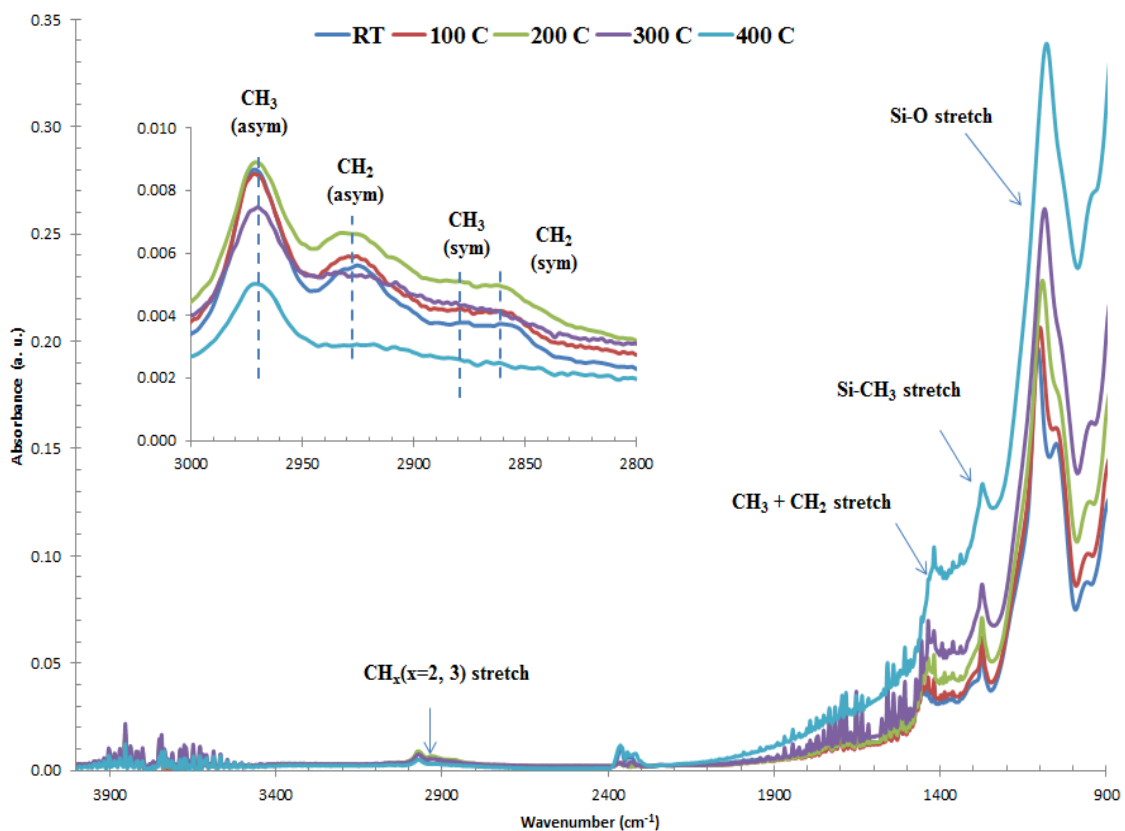 RT 100 C 200 C 300 C 400 C
0.35
0.30
0.25
0.20
0.15
0.10
0.05
0.00
Absorbance (a. u.)
CH₃
(asym)
CH₂
(asym)
CH₃
(sym)
CH₂
(sym)
0.010
0.008
0.006
0.004
0.002
0.000
3000 2950 2900 2850 2800
Si-O stretch
Si-CH₃ stretch
CH₃ + CH₂ stretch
CHₓ(x=2, 3) stretch
3900 3400 2900 2400 1900 1400 900
Wavenumber (cm⁻¹)